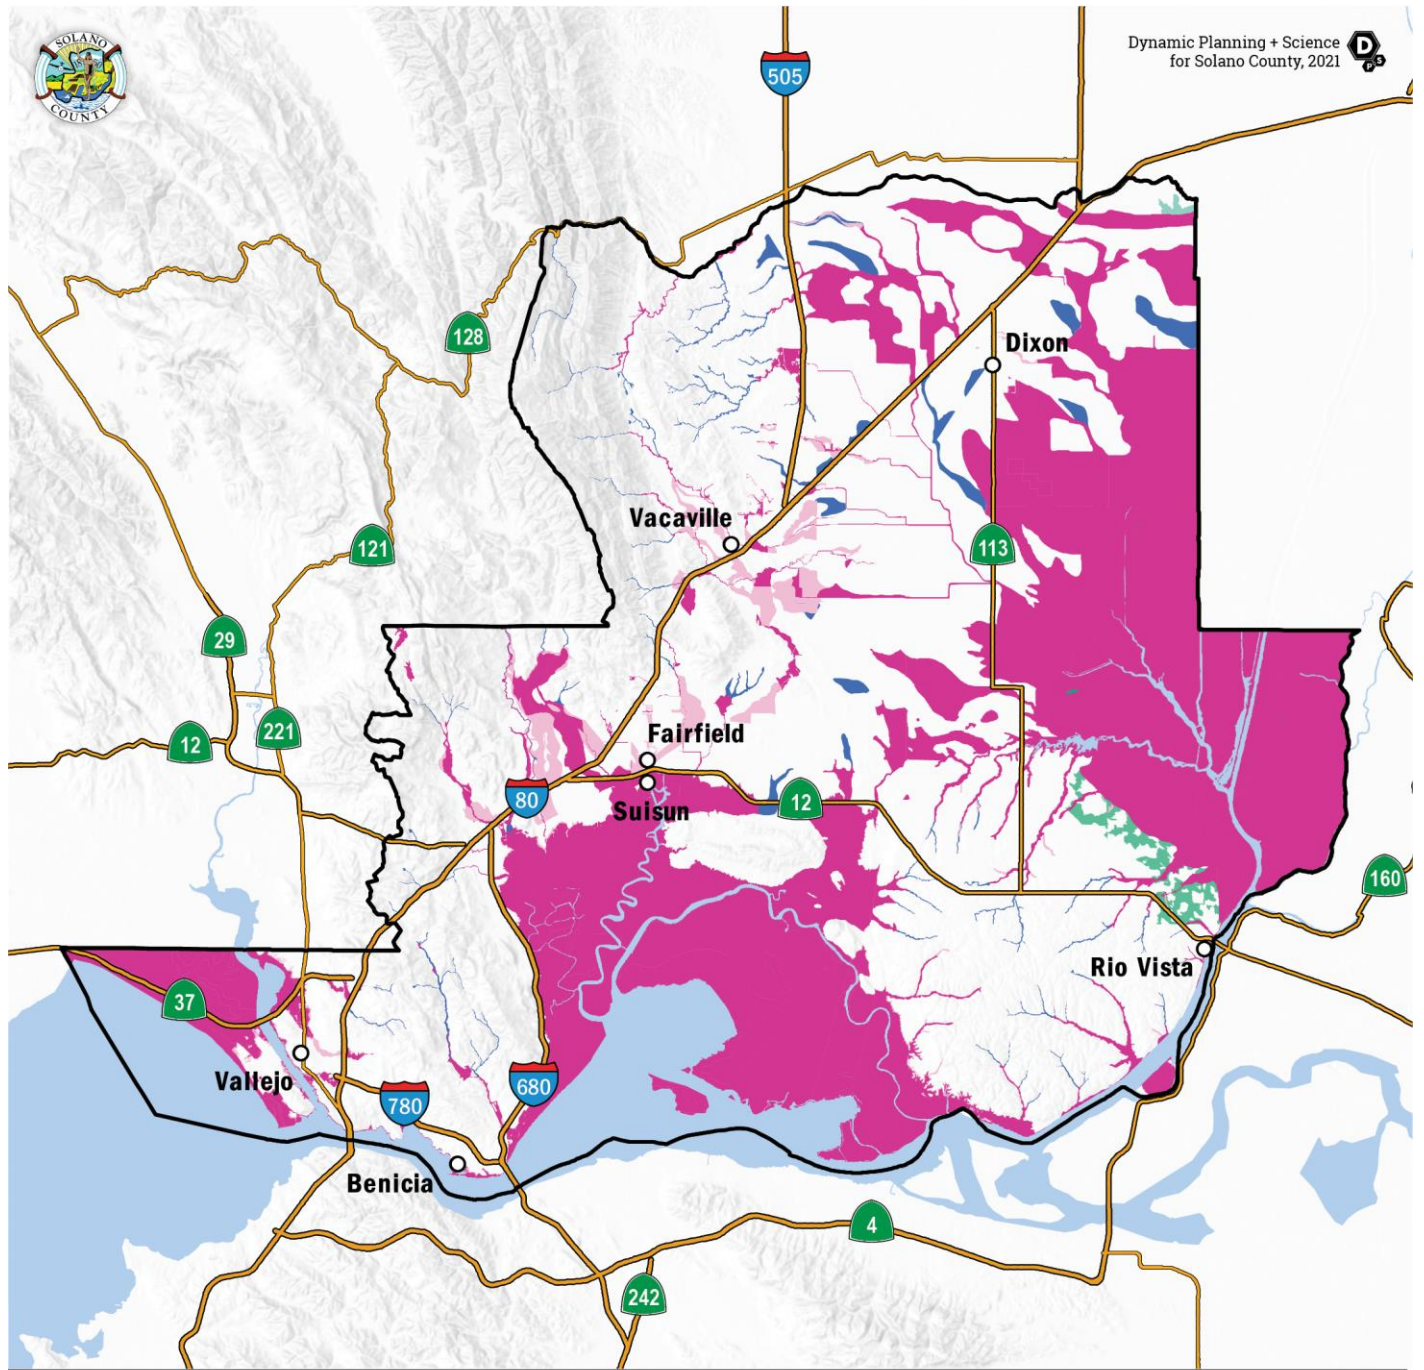 SOLANO
COUNTY
Dynamic Planning + Science
for Solano County, 2021
D
P
S
505
128
Dixon
Vacaville
121
113
29
221
12
Fairfield
80
Suisun
12
160
Rio Vista
37
Vallejo
680
780
Benicia
4
242